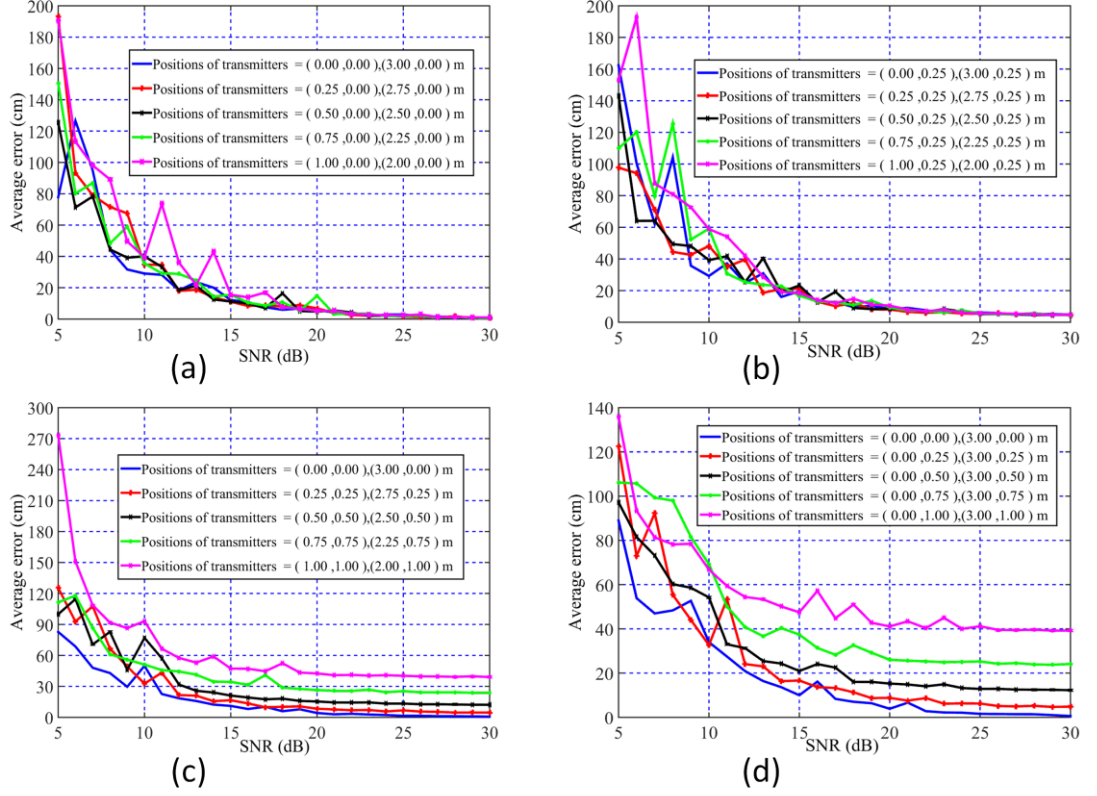 200
180
160
140
120
100
80
60
40
20
0
5
10
15
20
25
30
Average error (cm)
SNR (dB)
Positions of transmitters = ( 0.00 ,0.00 ),(3.00 ,0.00 ) m
Positions of transmitters = ( 0.25 ,0.00 ),(2.75 ,0.00 ) m
Positions of transmitters = ( 0.50 ,0.00 ),(2.50 ,0.00 ) m
Positions of transmitters = ( 0.75 ,0.00 ),(2.25 ,0.00 ) m
Positions of transmitters = ( 1.00 ,0.00 ),(2.00 ,0.00 ) m
(a)
200
180
160
140
120
100
80
60
40
20
0
5
10
15
20
25
30
Average error (cm)
SNR (dB)
Positions of transmitters = ( 0.00 ,0.25 ),(3.00 ,0.25 ) m
Positions of transmitters = ( 0.25 ,0.25 ),(2.75 ,0.25 ) m
Positions of transmitters = ( 0.50 ,0.25 ),(2.50 ,0.25 ) m
Positions of transmitters = ( 0.75 ,0.25 ),(2.25 ,0.25 ) m
Positions of transmitters = ( 1.00 ,0.25 ),(2.00 ,0.25 ) m
(b)
300
270
240
210
180
150
120
90
60
30
0
5
10
15
20
25
30
Average error (cm)
SNR (dB)
Positions of transmitters = ( 0.00 ,0.00 ),(3.00 ,0.00 ) m
Positions of transmitters = ( 0.25 ,0.25 ),(2.75 ,0.25 ) m
Positions of transmitters = ( 0.50 ,0.50 ),(2.50 ,0.50 ) m
Positions of transmitters = ( 0.75 ,0.75 ),(2.25 ,0.75 ) m
Positions of transmitters = ( 1.00 ,1.00 ),(2.00 ,1.00 ) m
(c)
140
120
100
80
60
40
20
0
5
10
15
20
25
30
Average error (cm)
SNR (dB)
Positions of transmitters = ( 0.00 ,0.00 ),(3.00 ,0.00 ) m
Positions of transmitters = ( 0.00 ,0.25 ),(3.00 ,0.25 ) m
Positions of transmitters = ( 0.00 ,0.50 ),(3.00 ,0.50 ) m
Positions of transmitters = ( 0.00 ,0.75 ),(3.00 ,0.75 ) m
Positions of transmitters = ( 0.00 ,1.00 ),(3.00 ,1.00 ) m
(d)